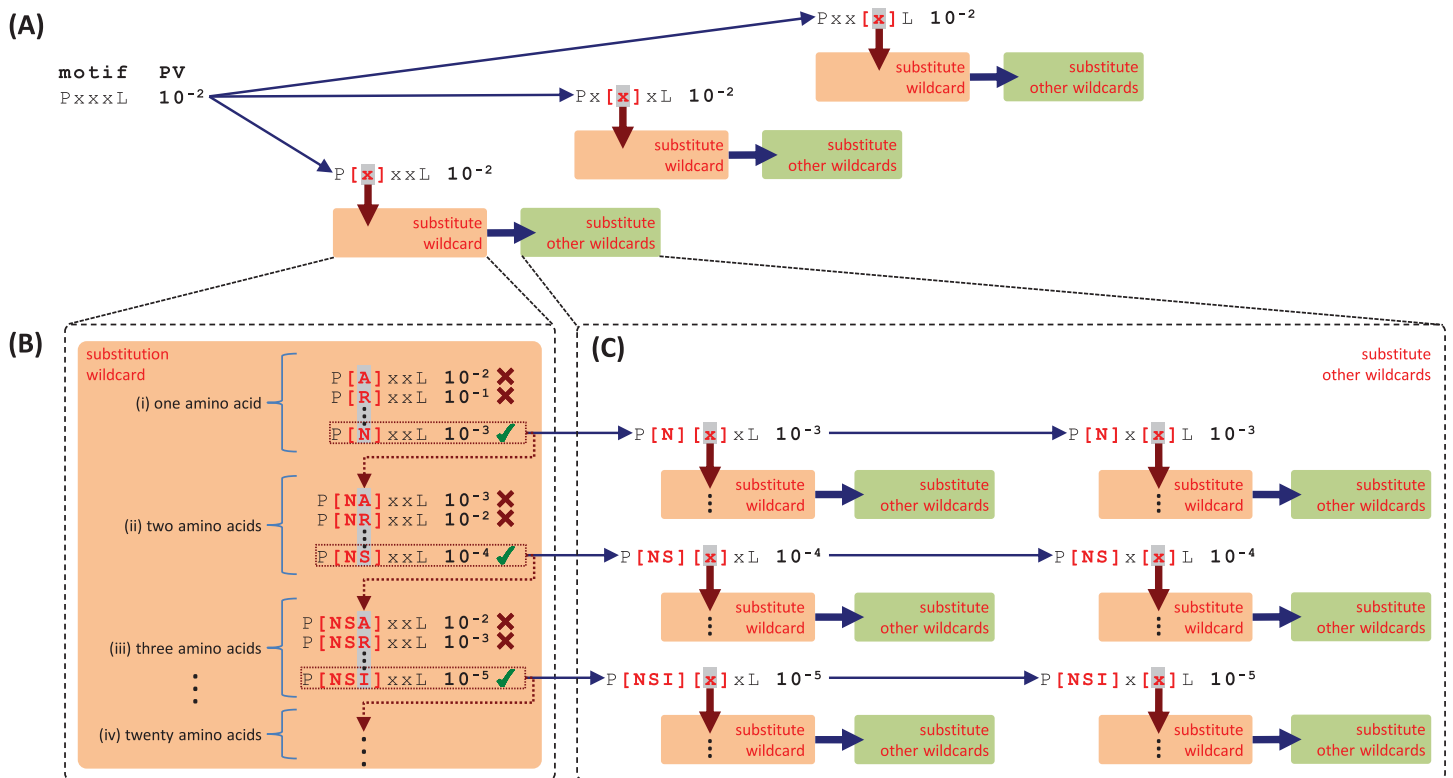 (A)
Pxx[x]L 10⁻²
motif PV
PxxxL 10⁻²
substitute
wildcard
substitute
other wildcards
Px[x]xL 10⁻²
substitute
wildcard
substitute
other wildcards
P[x]xxL 10⁻²
substitute
wildcard
substitute
other wildcards
(B)
substitution
wildcard
(i) one amino acid
P[A]xxL 10⁻² ✖
P[R]xxL 10⁻¹ ✖
P[N]xxL 10⁻³ ✔
(ii) two amino acids
P[NA]xxL 10⁻³ ✖
P[NR]xxL 10⁻² ✖
P[NS]xxL 10⁻⁴ ✔
(iii) three amino acids
P[NSA]xxL 10⁻² ✖
P[NSR]xxL 10⁻³ ✖
P[NSI]xxL 10⁻⁵ ✔
(iv) twenty amino acids
(C)
substitute
other wildcards
P[N][x]xL 10⁻³
P[N]x[x]L 10⁻³
substitute
wildcard
substitute
other wildcards
substitute
wildcard
substitute
other wildcards
P[NS][x]xL 10⁻⁴
P[NS]x[x]L 10⁻⁴
substitute
wildcard
substitute
other wildcards
substitute
wildcard
substitute
other wildcards
P[NSI][x]xL 10⁻⁵
P[NSI]x[x]L 10⁻⁵
substitute
wildcard
substitute
other wildcards
substitute
wildcard
substitute
other wildcards